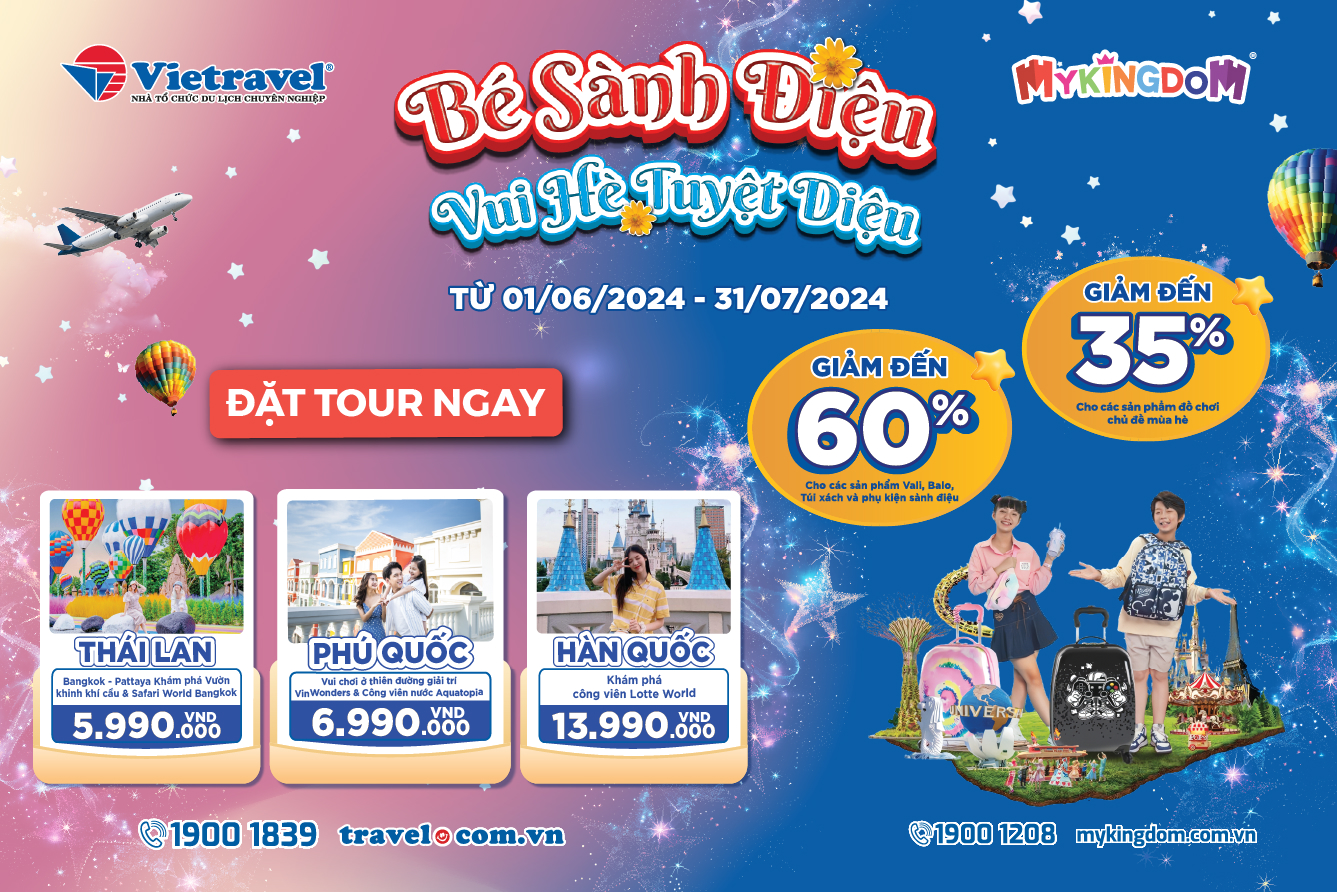 Vietravel®
NHÀ TỔ CHỨC DU LỊCH CHUYÊN NGHIỆP
Bé Sành Điệu
Vui Hè Tuyệt Diệu
MYKINGDOM®
TỪ 01/06/2024 - 31/07/2024
ĐẶT TOUR NGAY
GIẢM ĐẾN
60%
Cho các sản phẩm Vali, Balo,
Túi xách và phụ kiện sành điệu
GIẢM ĐẾN
35%
Cho các sản phẩm đồ chơi
chủ đề mùa hè
THÁI LAN
Bangkok - Pattaya Khám phá Vườn
khinh khí cầu & Safari World Bangkok
5.990.000 VND
PHÚ QUỐC
Vui chơi ở thiên đường giải trí
VinWonders & Công viên nước Aquatopia
6.990.000 VND
HÀN QUỐC
Khám phá
công viên Lotte World
13.990.000 VND
UNIVERS
1900 1839
travel.com.vn
1900 1208
mykingdom.com.vn